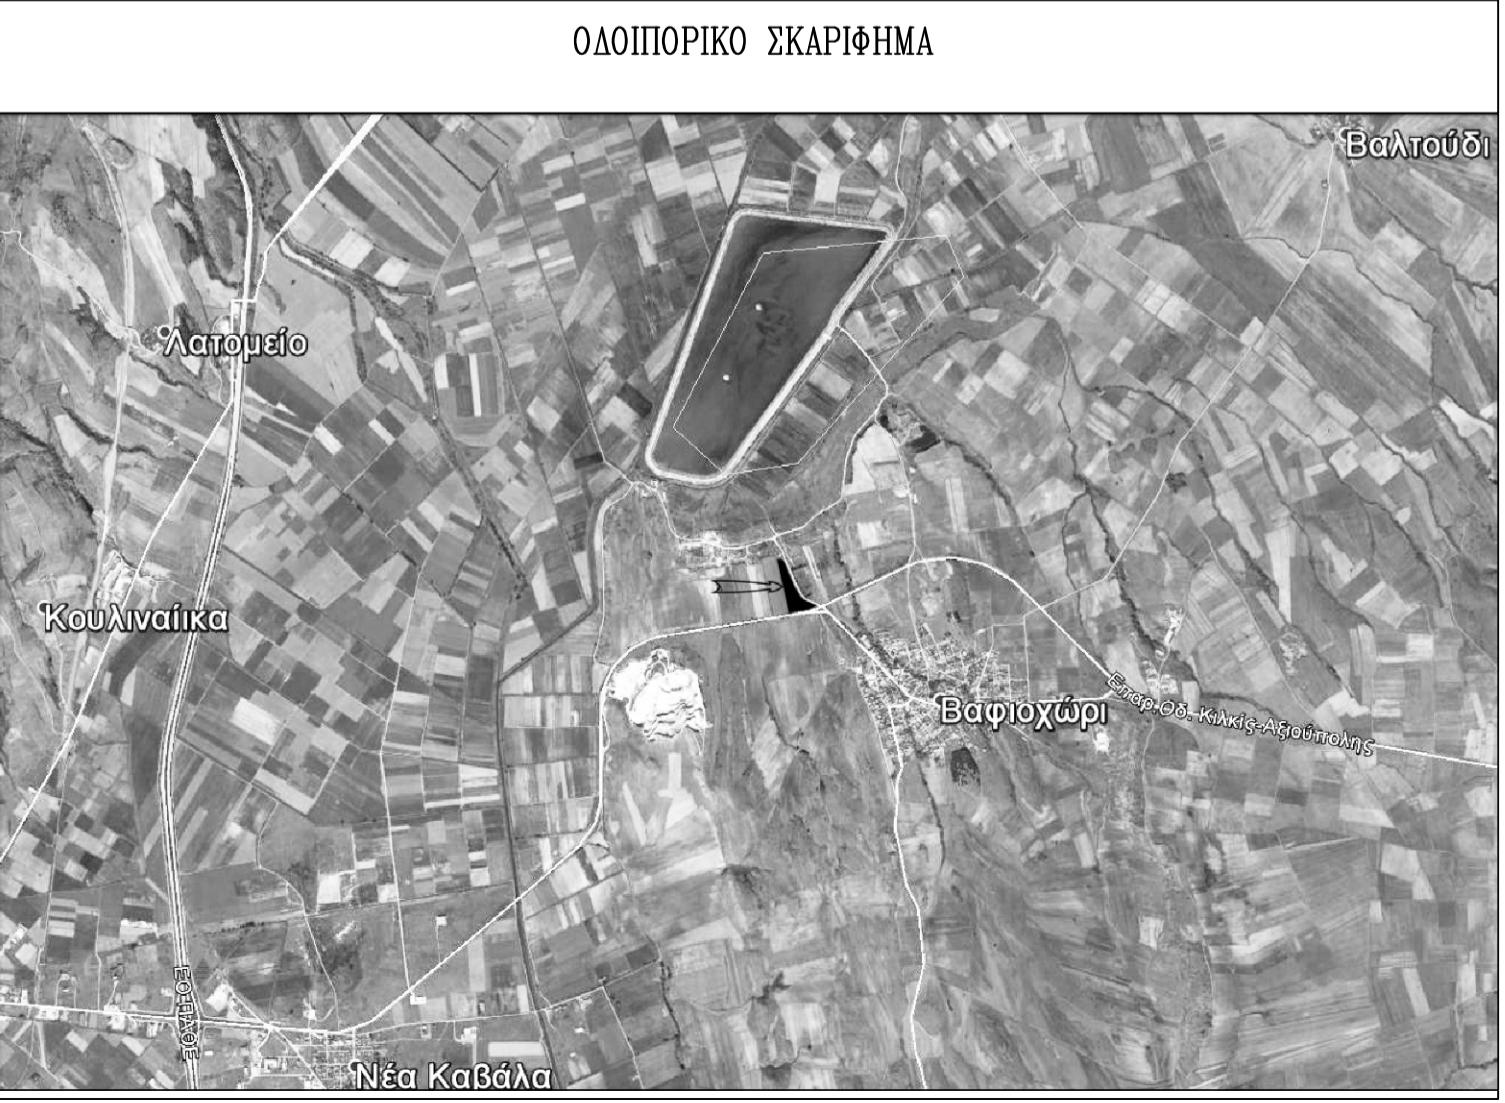 ΟΔΟΙΠΟΡΙΚΟ ΣΚΑΡΙΦΗΜΑ
Βαλτούδι
Λατομείο
Κουλιναίικα
Βαφιοχώρι
Επαρ.Οδ. Κιλκίς-Αξιούπολης
ΕΟ-ΠΑΘΕ
Νέα Καβάλα